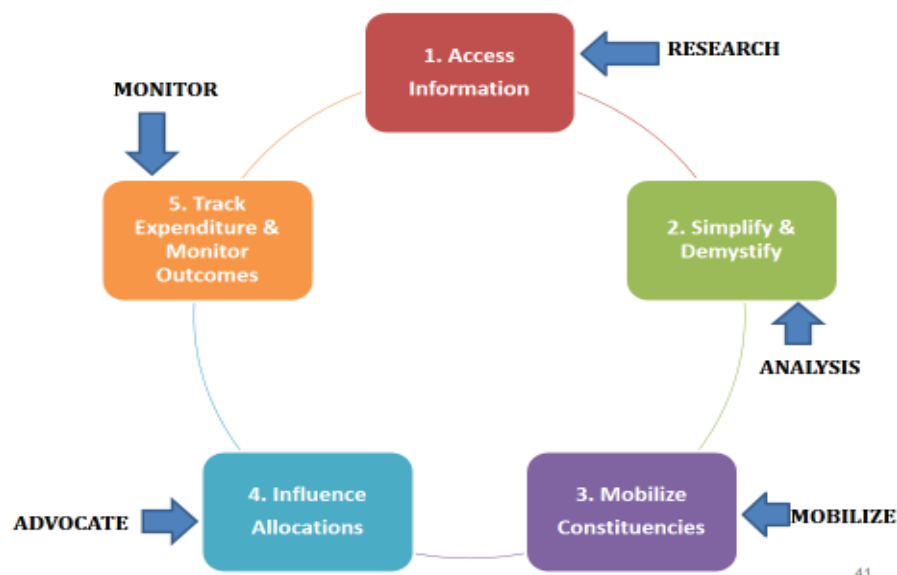 1. Access
Information
RESEARCH
MONITOR
5. Track
Expenditure &
Monitor
Outcomes
2. Simplify &
Demystify
ANALYSIS
4. Influence
Allocations
ADVOCATE
3. Mobilize
Constituencies
MOBILIZE
41